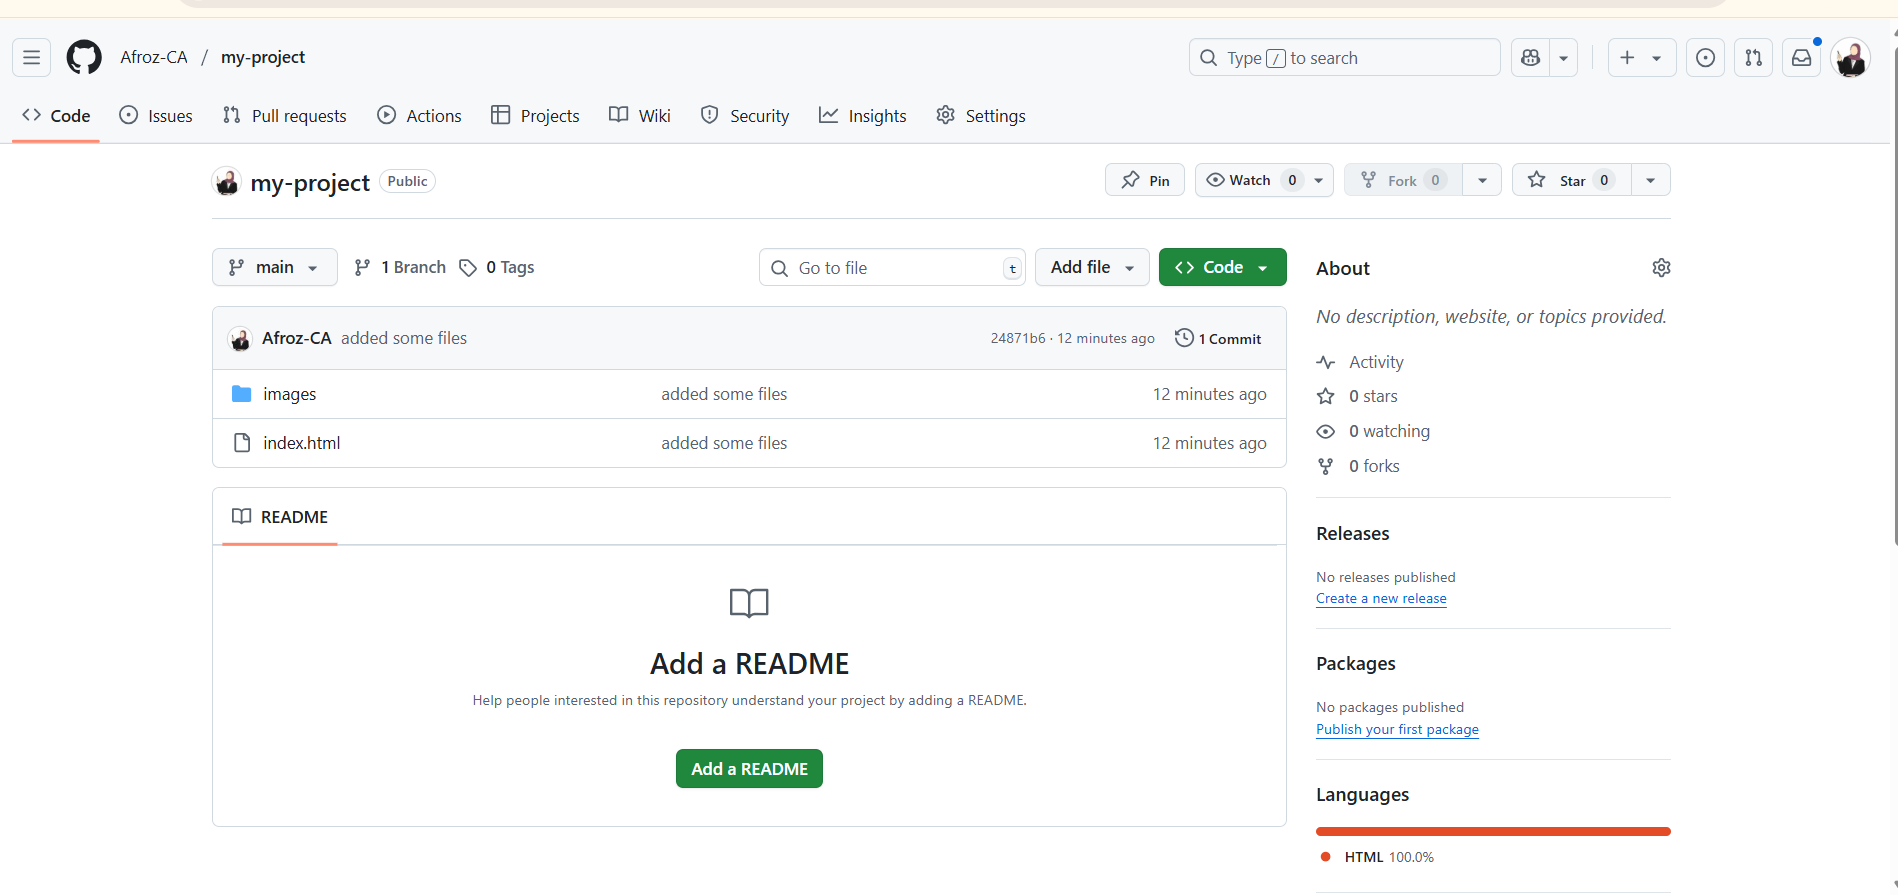 Afroz-CA / my-project
Type / to search
Code
Issues
Pull requests
Actions
Projects
Wiki
Security
Insights
Settings
my-project Public
Pin
Watch 0
Fork 0
Star 0
main
1 Branch
0 Tags
Go to file t
Add file
Code
Afroz-CA added some files 24871b6 · 12 minutes ago 1 Commit
images added some files 12 minutes ago
index.html added some files 12 minutes ago
README
Add a README
Help people interested in this repository understand your project by adding a README.
Add a README
About
No description, website, or topics provided.
Activity
0 stars
0 watching
0 forks
Releases
No releases published
Create a new release
Packages
No packages published
Publish your first package
Languages
HTML 100.0%